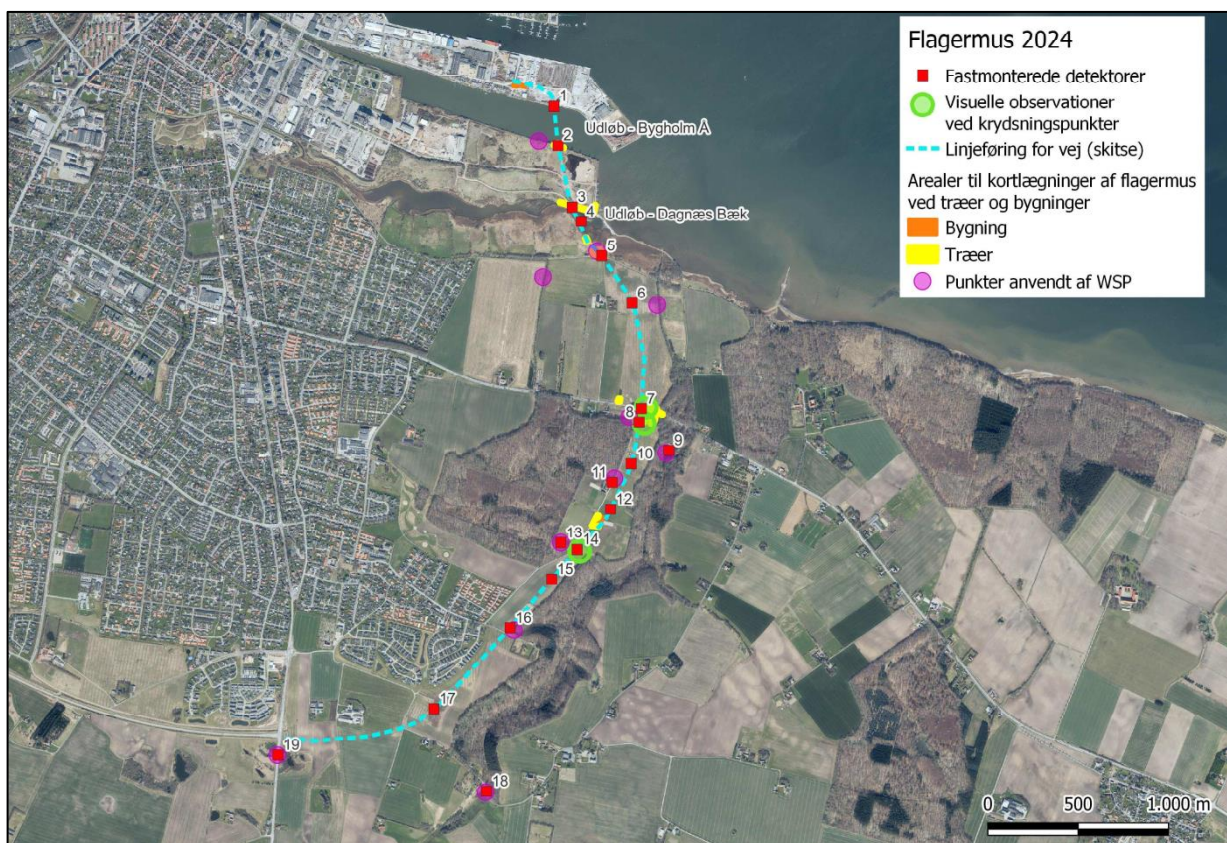 Flagermus 2024
Fastmonterede detektorer
Visuelle observationer
ved krydsningspunkter
Linjeføring for vej (skitse)
Arealer til kortlægninger af flagermus
ved træer og bygninger
Bygning
Træer
Punkter anvendt af WSP
1
Udløb - Bygholm Å
2
3
4
Udløb - Dagnæs Bæk
5
6
7
8
9
10
11
12
13
14
15
16
17
18
19
0 500 1.000 m